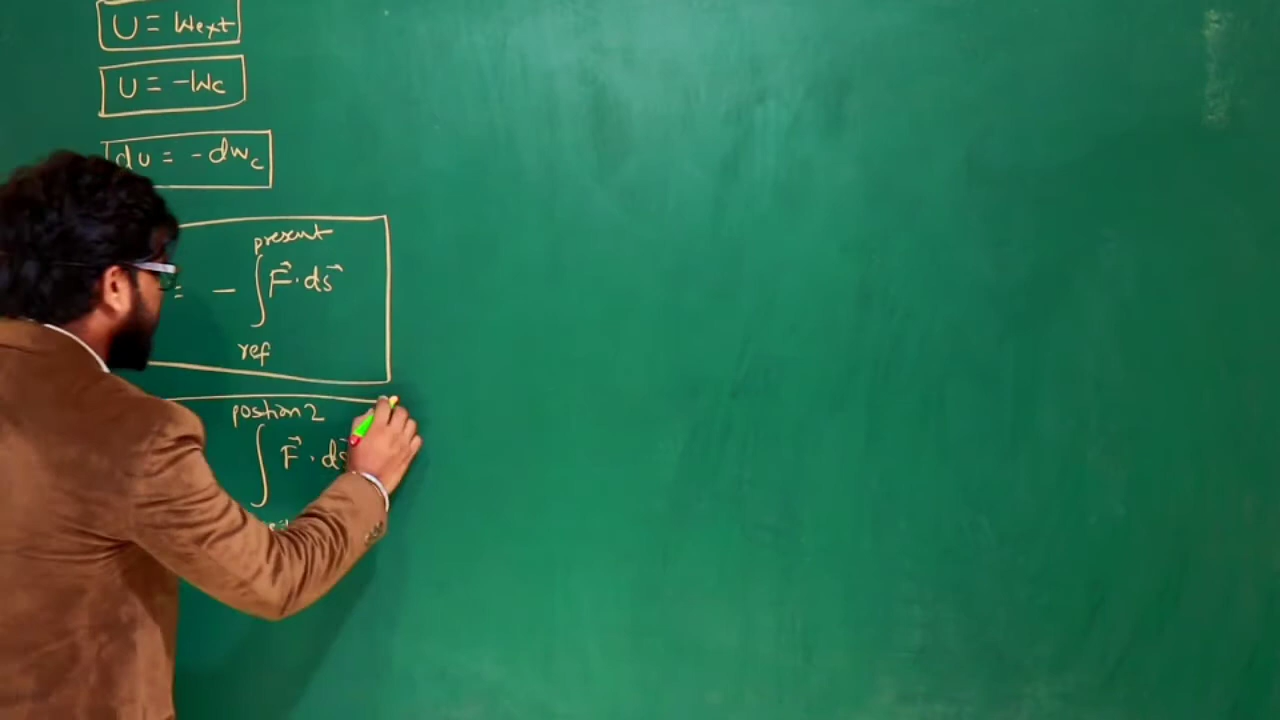 U = Wext
U = -Wc
du = -dWc
present
= - ∫ F⃗ · ds⃗
ref
postion 2
∫ F⃗ · ds